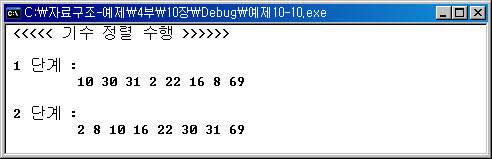 C:\자료구조-예제\4부\10장\Debug\예제10-10.exe
<<<<< 기수 정렬 수행 >>>>>>
1 단계 :
10 30 31 2 22 16 8 69
2 단계 :
2 8 10 16 22 30 31 69